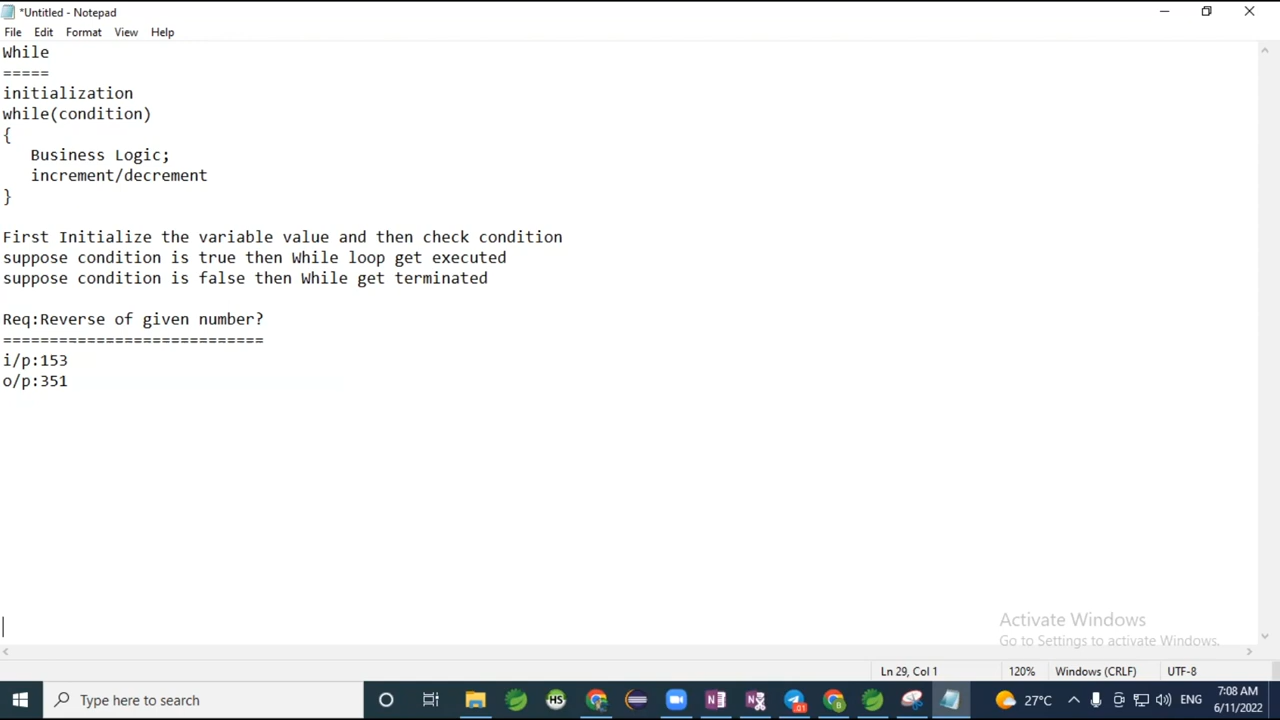 *Untitled - Notepad
File Edit Format View Help
While
=====
initialization
while(condition)
{
   Business Logic;
   increment/decrement
}
First Initialize the variable value and then check condition
suppose condition is true then While loop get executed
suppose condition is false then While get terminated
Req:Reverse of given number?
============================
i/p:153
o/p:351
Activate Windows
Go to Settings to activate Windows.
Ln 29, Col 1 120% Windows (CRLF) UTF-8
Type here to search HS 01 B 27°C ENG 7:08 AM
6/11/2022